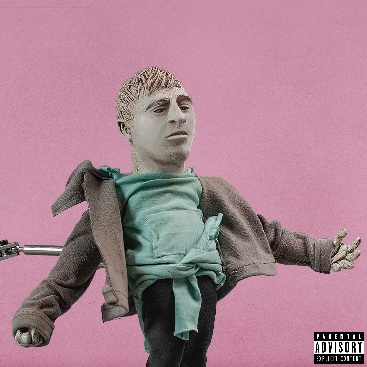 PARENTAL
ADVISORY
EXPLICIT CONTENT